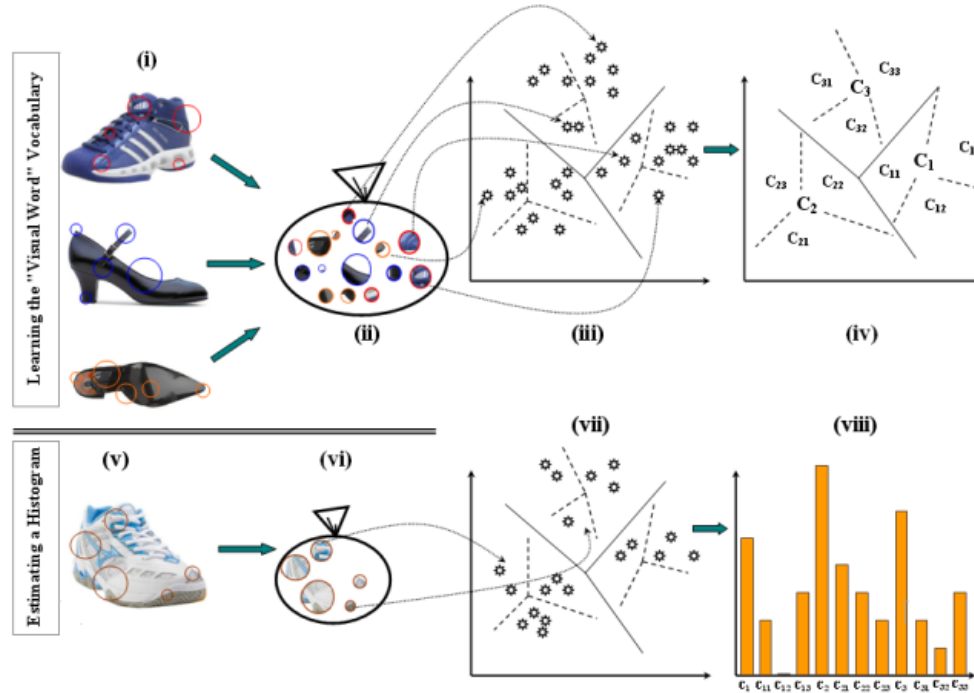 Learning the "Visual Word" Vocabulary
(i)
(ii)
(iii)
(iv)
C31
C33
C3
C32
C1
C11
C12
C23
C22
C2
C21
Estimating a Histogram
(v)
(vi)
(vii)
(viii)
C1 C11 C12 C13 C2 C21 C22 C23 C3 C31 C32 C33